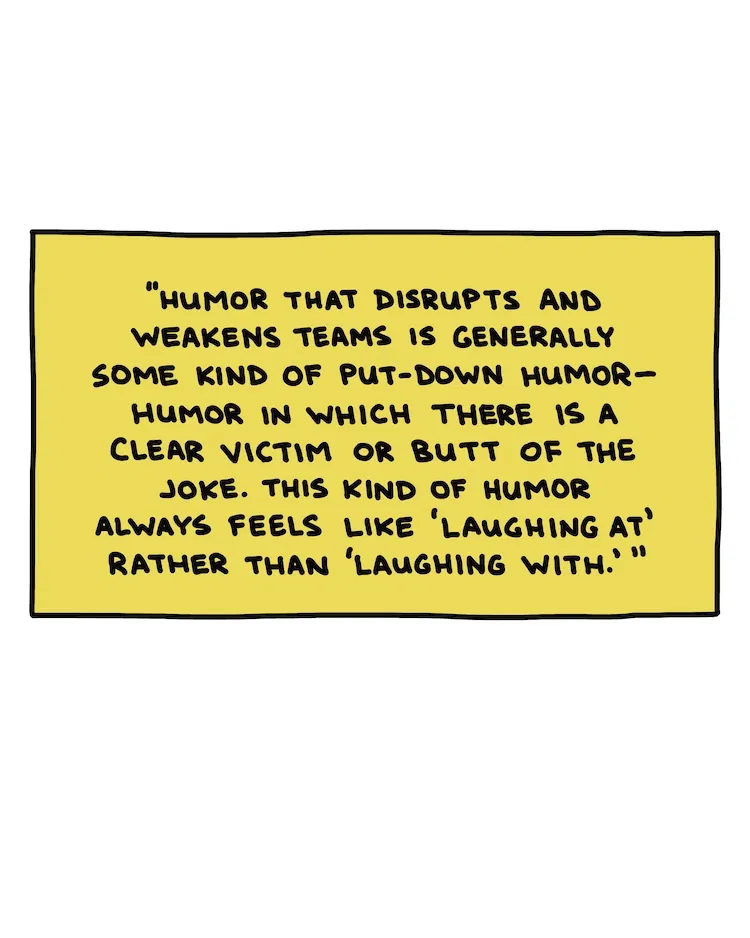 "HUMOR THAT DISRUPTS AND
WEAKENS TEAMS IS GENERALLY
SOME KIND OF PUT-DOWN HUMOR—
HUMOR IN WHICH THERE IS A
CLEAR VICTIM OR BUTT OF THE
JOKE. THIS KIND OF HUMOR
ALWAYS FEELS LIKE 'LAUGHING AT'
RATHER THAN 'LAUGHING WITH.' "